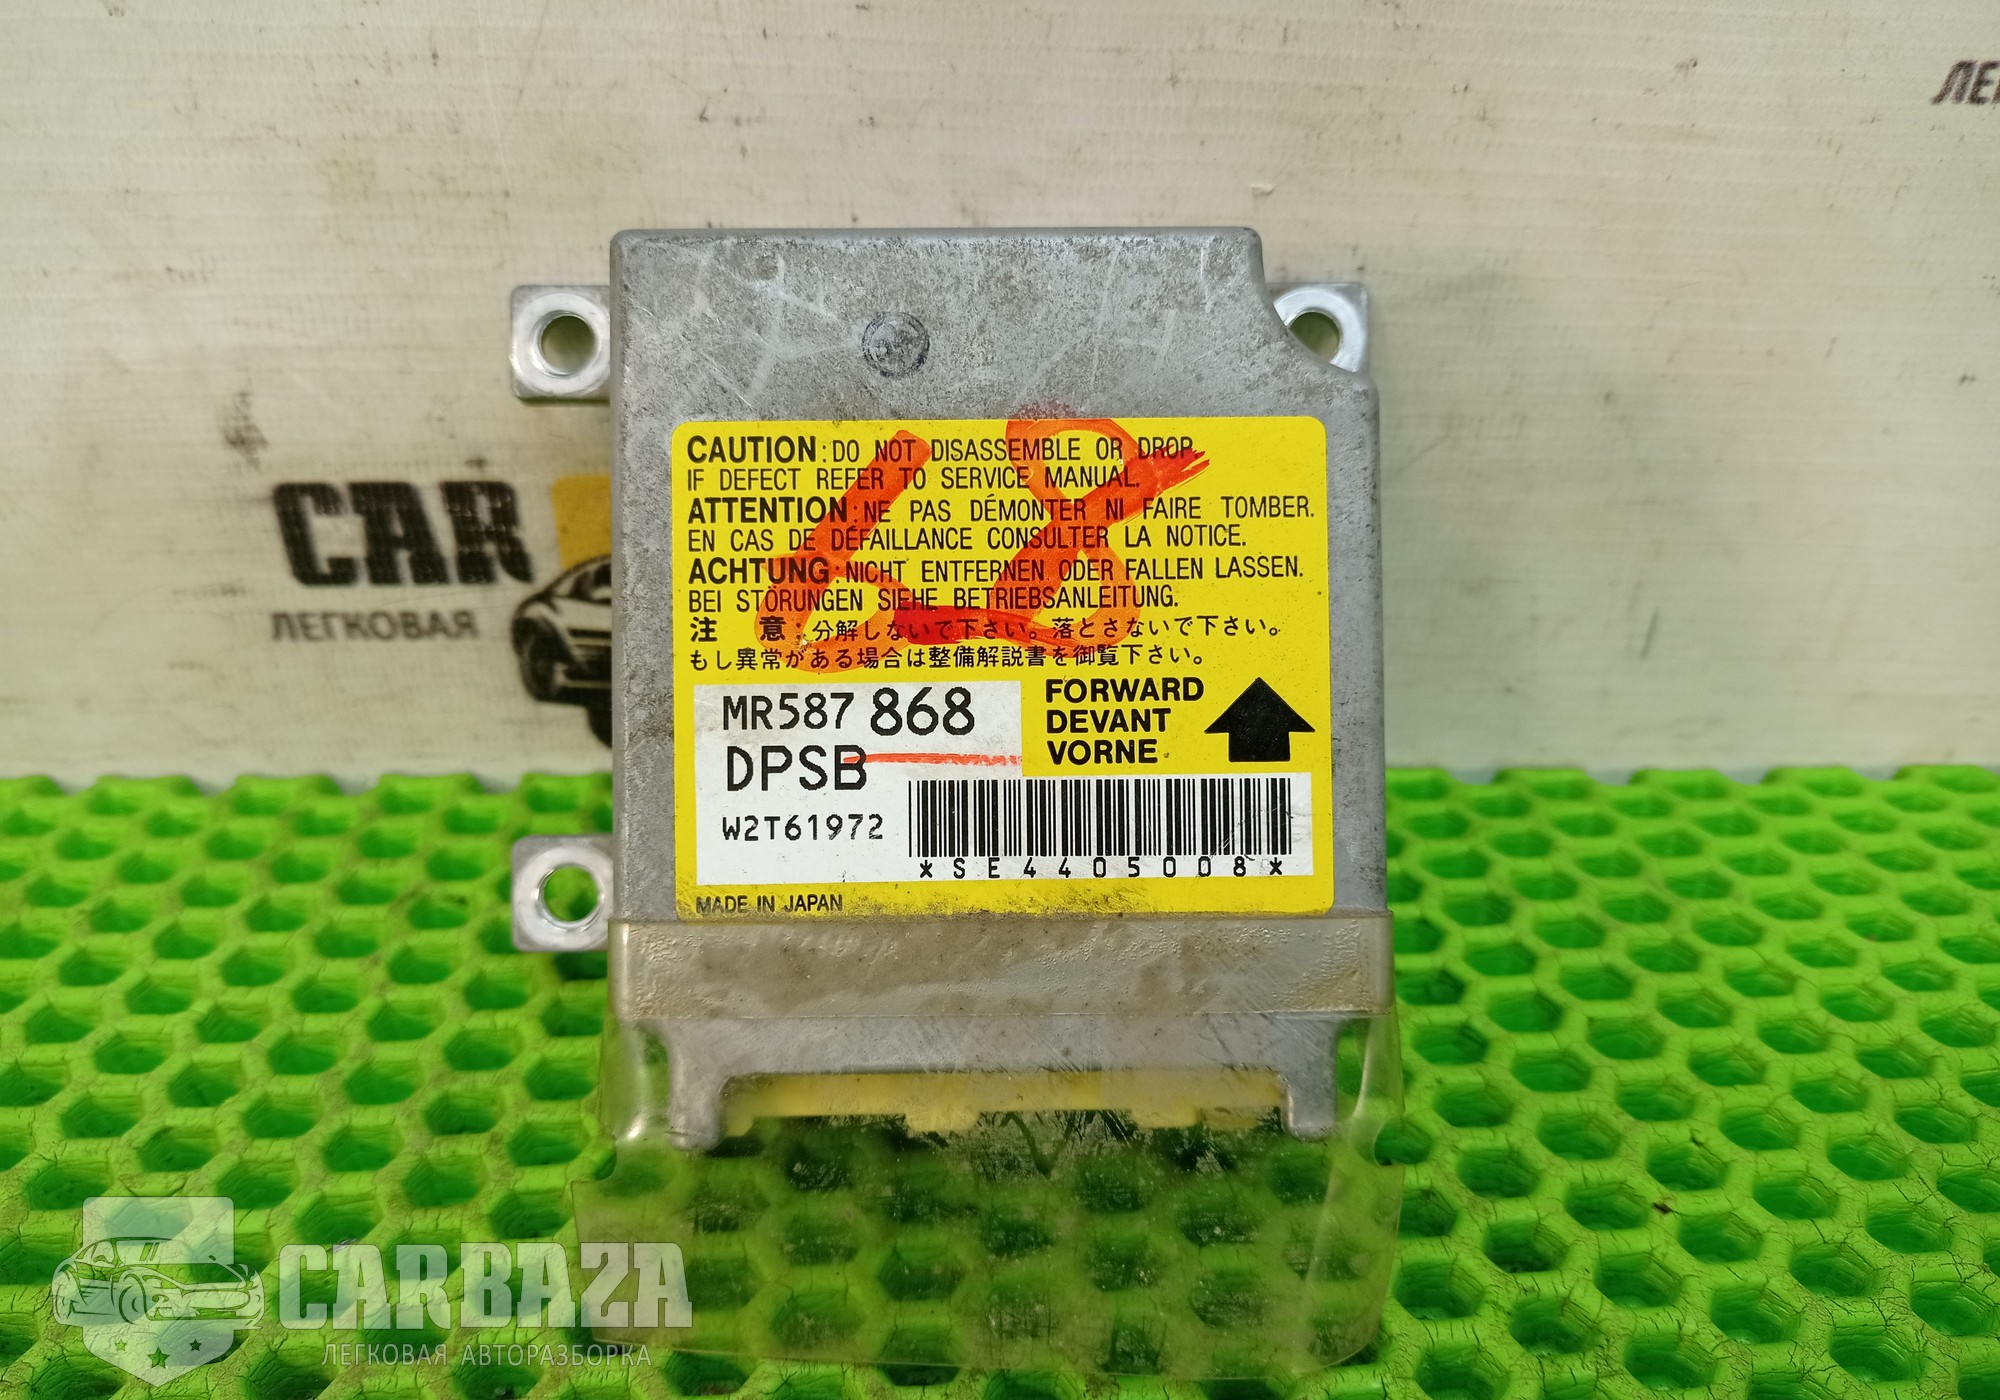 ЛЕГ
CAR
ЛЕГКОВАЯ
CAUTION:DO NOT DISASSEMBLE OR DROP.
IF DEFECT REFER TO SERVICE MANUAL.
ATTENTION:NE PAS DÉMONTER NI FAIRE TOMBER.
EN CAS DE DÉFAILLANCE CONSULTER LA NOTICE.
ACHTUNG:NICHT ENTFERNEN ODER FALLEN LASSEN.
BEI STÖRUNGEN SIEHE BETRIEBSANLEITUNG.
注 意:分解しないで下さい。落とさないで下さい。
もし異常がある場合は整備解説書を御覧下さい。
MR587 868
DPSB
FORWARD
DEVANT
VORNE
W2T61972
*SE4405008*
MADE IN JAPAN
CARBAZA
ЛЕГКОВАЯ АВТОРАЗБОРКА